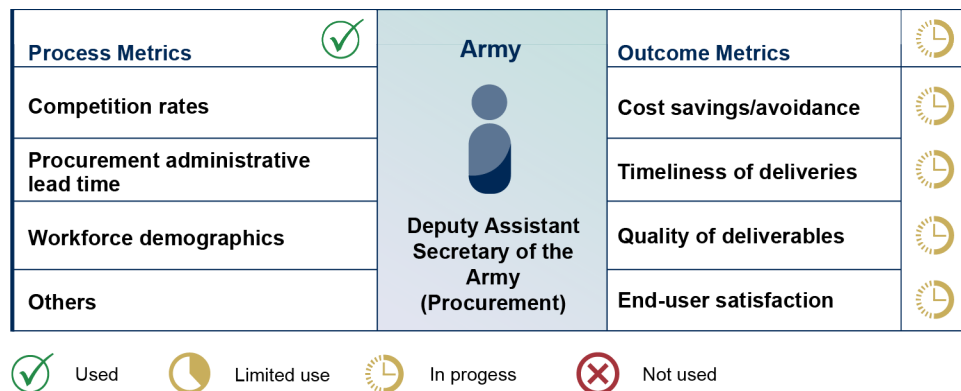 Process Metrics
Army
Outcome Metrics
Competition rates
Cost savings/avoidance
Procurement administrative
lead time
Timeliness of deliveries
Workforce demographics
Deputy Assistant
Secretary of the
Army
(Procurement)
Quality of deliverables
Others
End-user satisfaction
Used
Limited use
In progess
Not used